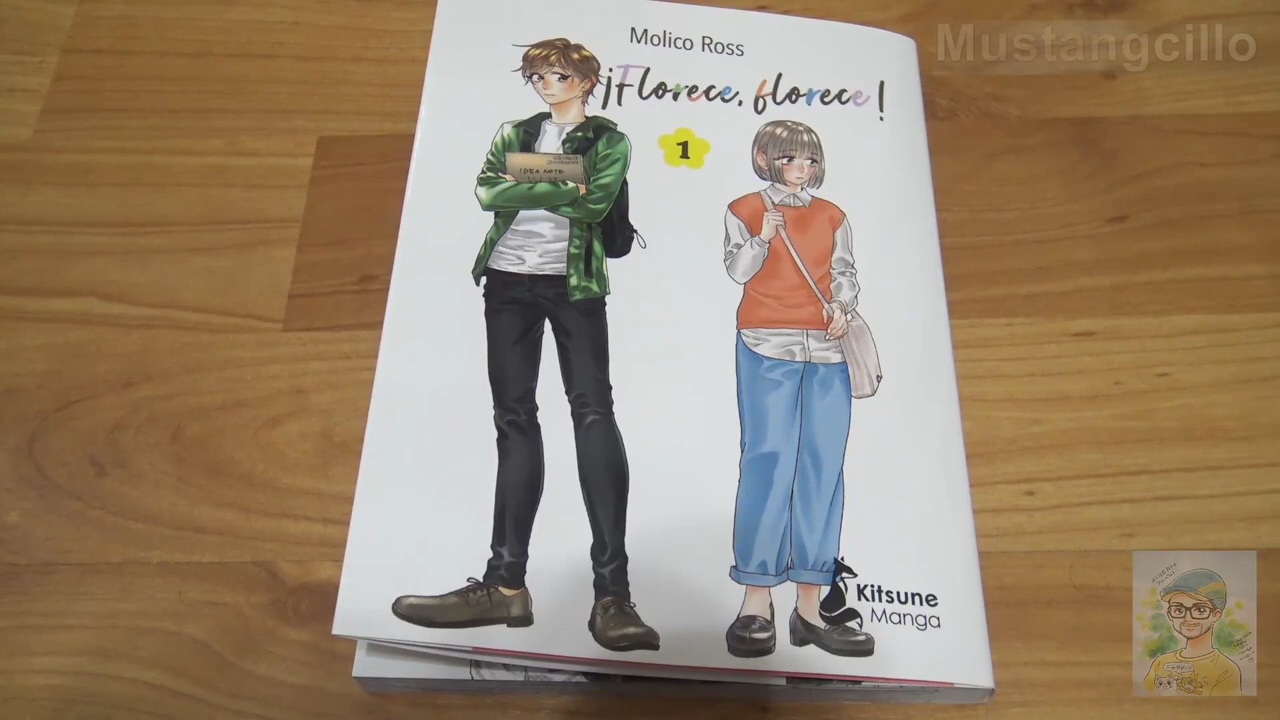 Mustangcillo
Molico Ross
¡Florece, florece!
1
IDEA NOTE
Kitsune
Manga